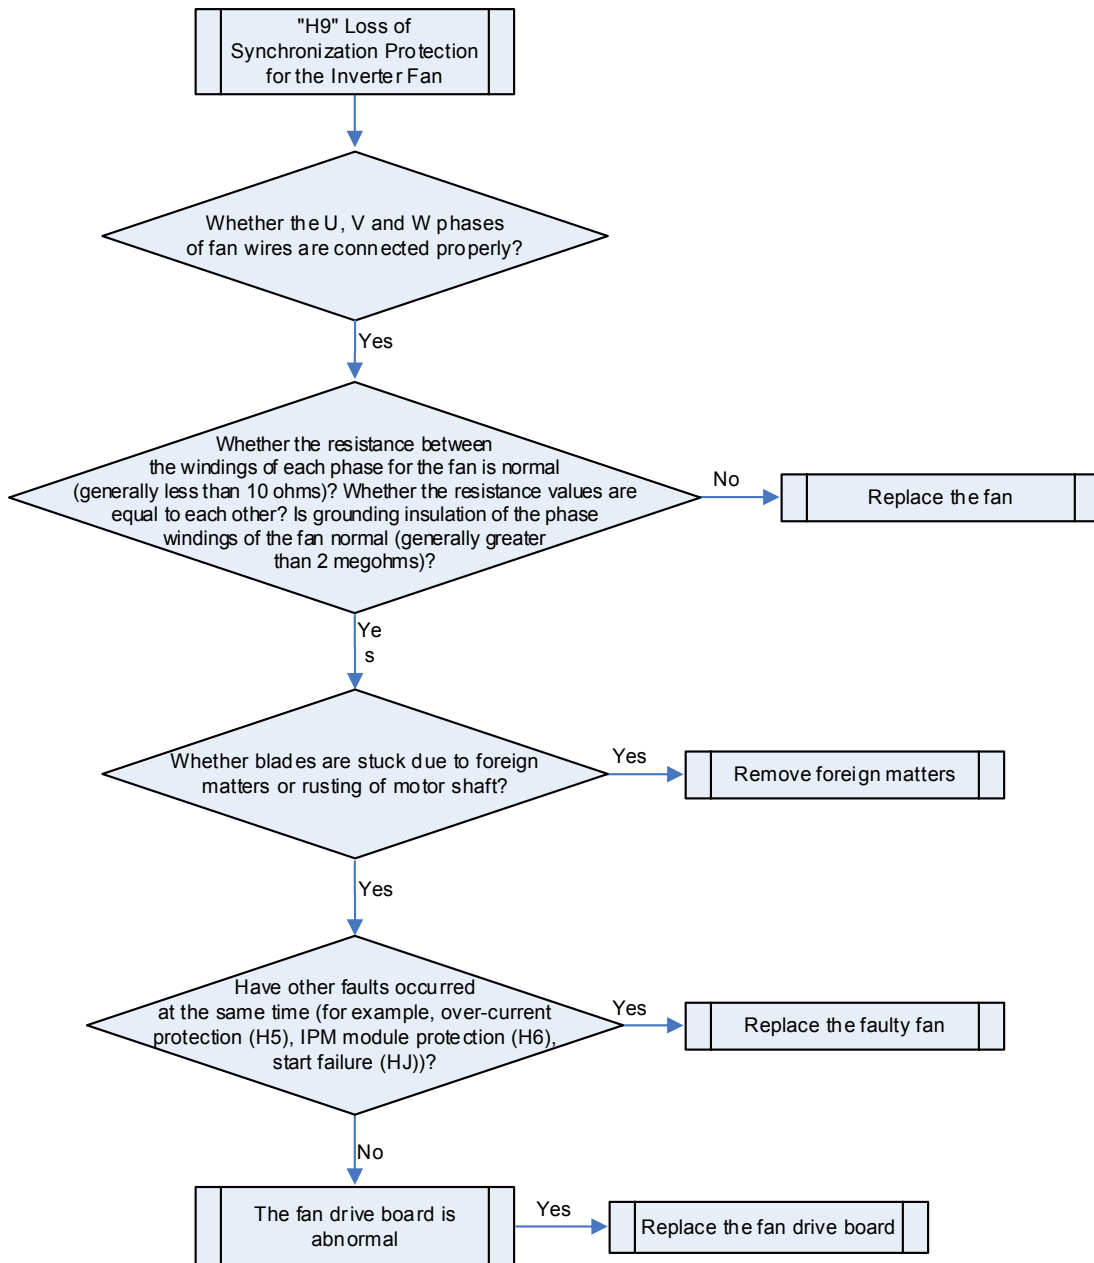 "H9" Loss of
Synchronization Protection
for the Inverter Fan
Whether the U, V and W phases
of fan wires are connected properly?
Yes
Whether the resistance between
the windings of each phase for the fan is normal
(generally less than 10 ohms)? Whether the resistance values are
equal to each other? Is grounding insulation of the phase
windings of the fan normal (generally greater
than 2 megohms)?
No
Replace the fan
Ye
s
Whether blades are stuck due to foreign
matters or rusting of motor shaft?
Yes
Remove foreign matters
Yes
Have other faults occurred
at the same time (for example, over-current
protection (H5), IPM module protection (H6),
start failure (HJ))?
Yes
Replace the faulty fan
No
The fan drive board is
abnormal
Yes
Replace the fan drive board